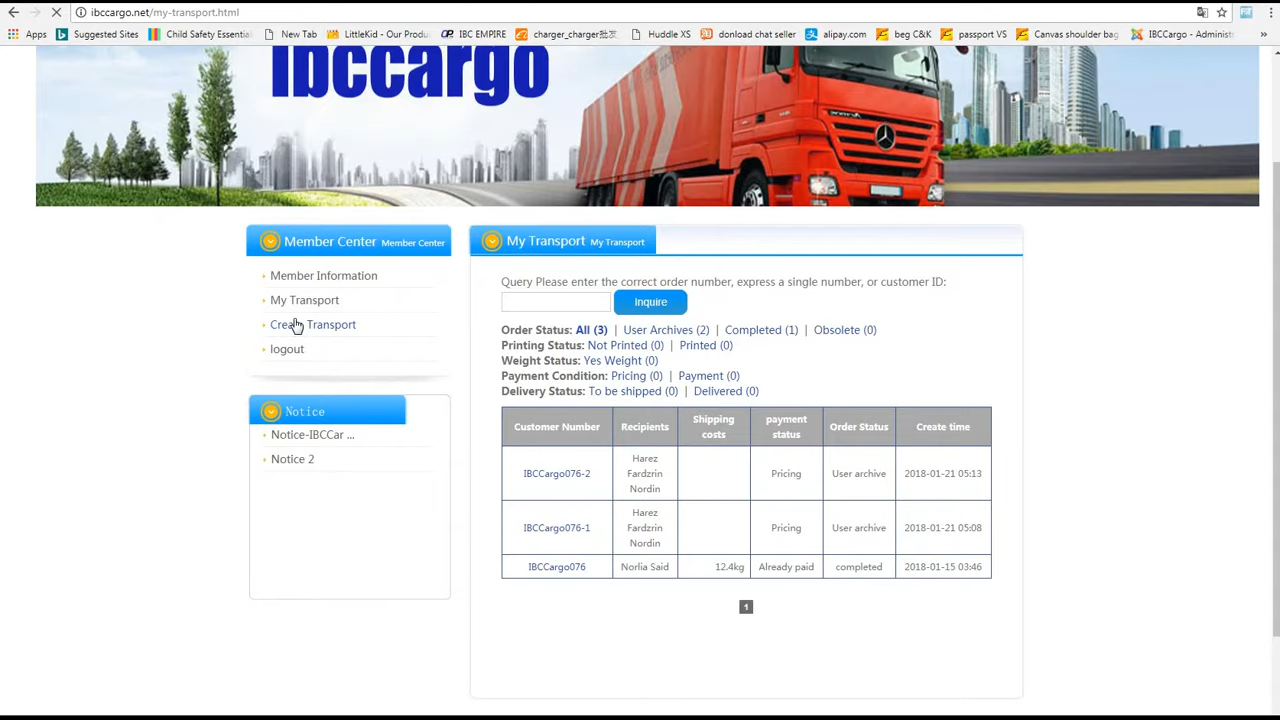 ibccargo.net/my-transport.html
Apps Suggested Sites Child Safety Essentia New Tab LittleKid - Our Produ IBC EMPIRE charger_charger批发 Huddle XS donload chat seller alipay.com beg C&K passport VS Canvas shoulder bag IBCCargo - Administ »
Ibccargo
Member Center Member Center
Member Information
My Transport
Create Transport
logout
Notice
Notice-IBCCar ...
Notice 2
My Transport My Transport
Query Please enter the correct order number, express a single number, or customer ID:
Inquire
Order Status: All (3) | User Archives (2) | Completed (1) | Obsolete (0)
Printing Status: Not Printed (0) | Printed (0)
Weight Status: Yes Weight (0)
Payment Condition: Pricing (0) | Payment (0)
Delivery Status: To be shipped (0) | Delivered (0)
Customer Number Recipients Shipping costs payment status Order Status Create time
IBCCargo076-2 Harez Fardzrin Nordin Pricing User archive 2018-01-21 05:13
IBCCargo076-1 Harez Fardzrin Nordin Pricing User archive 2018-01-21 05:08
IBCCargo076 Norlia Said 12.4kg Already paid completed 2018-01-15 03:46
1